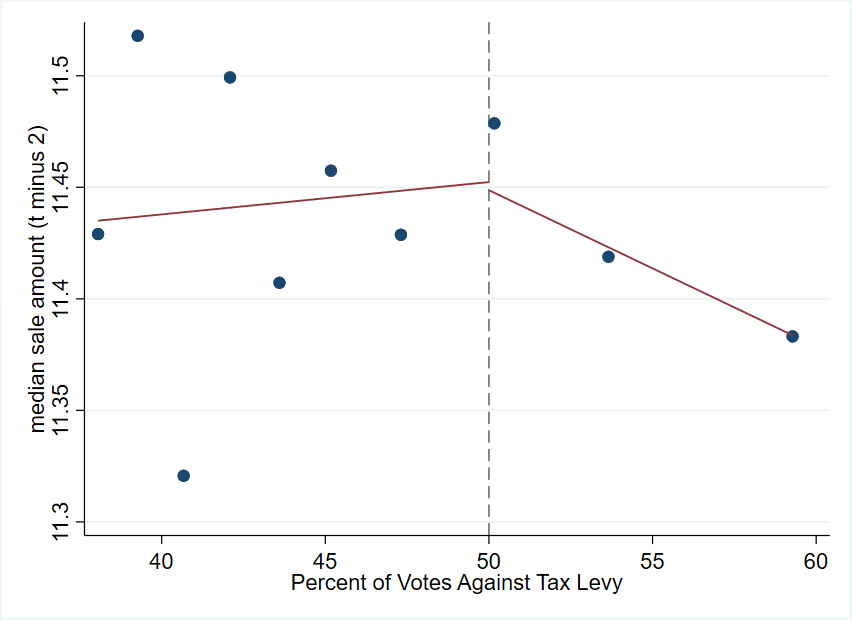 median sale amount (t minus 2)
11.5
11.45
11.4
11.35
11.3
40 45 50 55 60
Percent of Votes Against Tax Levy